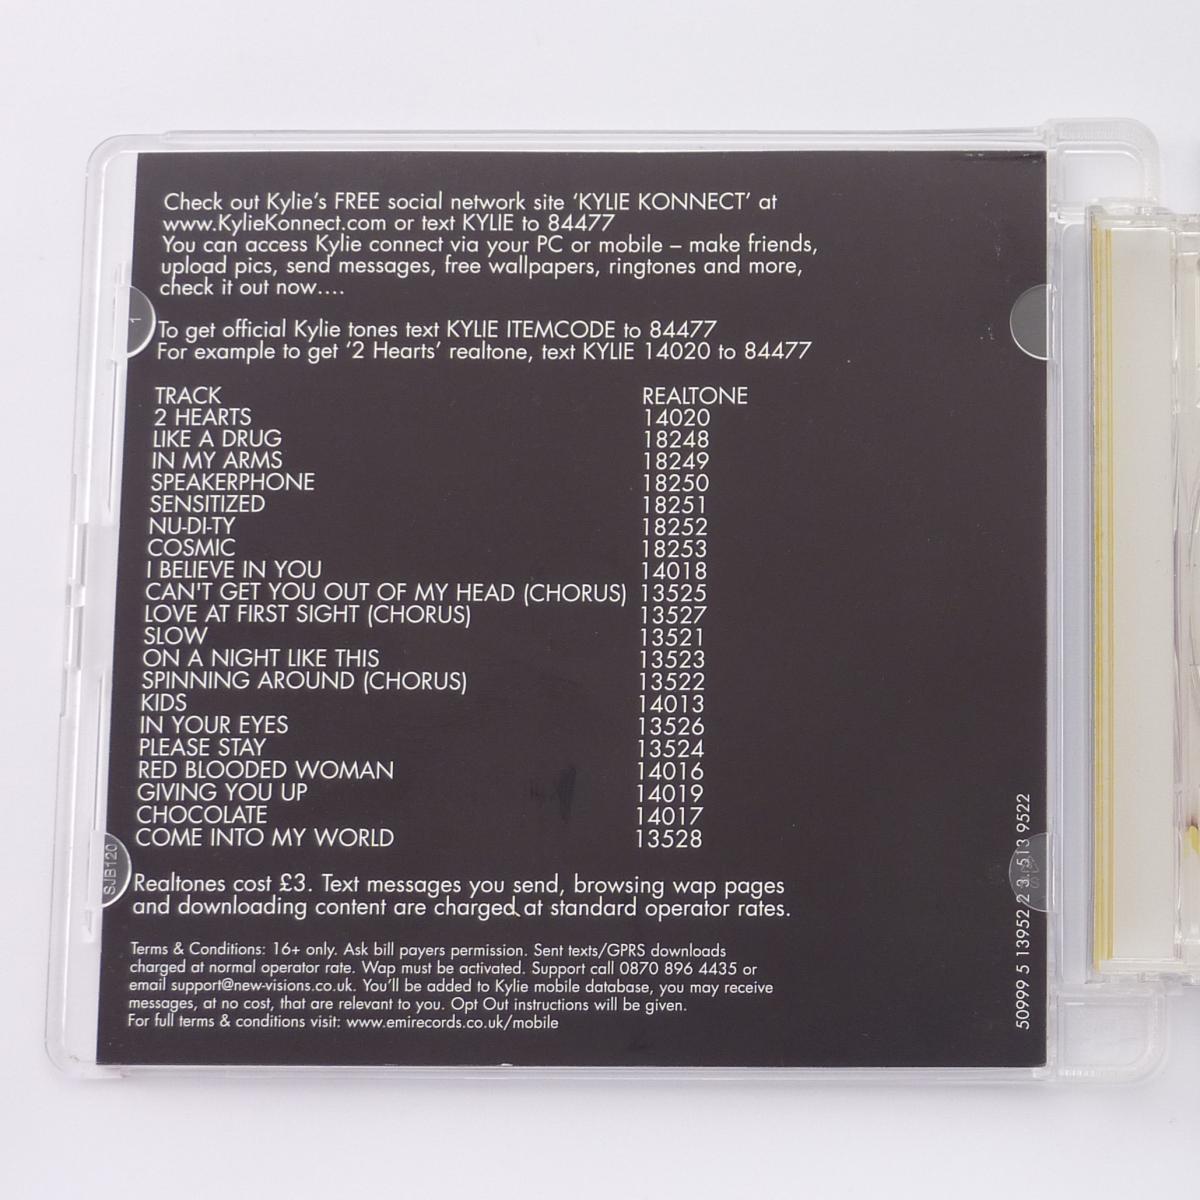 Check out Kylie's FREE social network site 'KYLIE KONNECT' at
www.KylieKonnect.com or text KYLIE to 84477
You can access Kylie connect via your PC or mobile – make friends,
upload pics, send messages, free wallpapers, ringtones and more,
check it out now....
To get official Kylie tones text KYLIE ITEMCODE to 84477
For example to get '2 Hearts' realtone, text KYLIE 14020 to 84477
TRACK REALTONE
2 HEARTS 14020
LIKE A DRUG 18248
IN MY ARMS 18249
SPEAKERPHONE 18250
SENSITIZED 18251
NU-DI-TY 18252
COSMIC 18253
I BELIEVE IN YOU 14018
CAN'T GET YOU OUT OF MY HEAD (CHORUS) 13525
LOVE AT FIRST SIGHT (CHORUS) 13527
SLOW 13521
ON A NIGHT LIKE THIS 13523
SPINNING AROUND (CHORUS) 13522
KIDS 14013
IN YOUR EYES 13526
PLEASE STAY 13524
RED BLOODED WOMAN 14016
GIVING YOU UP 14019
CHOCOLATE 14017
COME INTO MY WORLD 13528
Realtones cost £3. Text messages you send, browsing wap pages
and downloading content are charged at standard operator rates.
Terms & Conditions: 16+ only. Ask bill payers permission. Sent texts/GPRS downloads
charged at normal operator rate. Wap must be activated. Support call 0870 896 4435 or
email support@new-visions.co.uk. You'll be added to Kylie mobile database, you may receive
messages, at no cost, that are relevant to you. Opt Out instructions will be given.
For full terms & conditions visit: www.emirecords.co.uk/mobile
50999 5 13952 2 3. 513 9522
1
SJB120